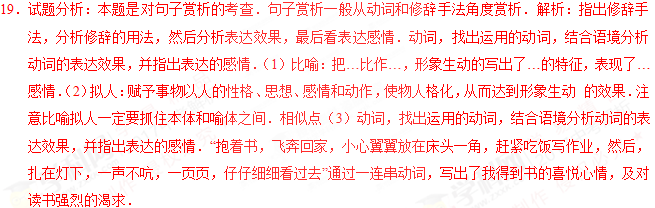 19．试题分析：本题是对句子赏析的考查．句子赏析一般从动词和修辞手法角度赏析．解析：指出修辞手
法，分析修辞的用法，然后分析表达效果，最后看表达感情．动词，找出运用的动词，结合语境分析
动词的表达效果，并指出表达的感情．（1）比喻：把…比作…，形象生动的写出了…的特征，表现了…
感情．（2）拟人：赋予事物以人的性格、思想、感情和动作，使物人格化，从而达到形象生动 的效果．注
意比喻拟人一定要抓住本体和喻体之间．相似点（3）动词，找出运用的动词，结合语境分析动词的表
达效果，并指出表达的感情．“抱着书，飞奔回家，小心翼翼放在床头一角，赶紧吃饭写作业，然后，
扎在灯下，一声不吭，一页页，仔仔细细看过去”通过一连串动词，写出了我得到书的喜悦心情，及对
读书强烈的渴求．